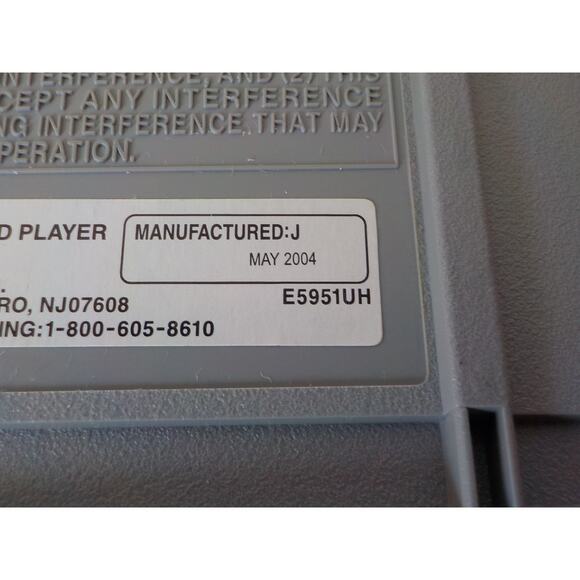 INTERFERENCE, AND (2) THIS
CEPT ANY INTERFERENCE
NG INTERFERENCE THAT MAY
PERATION.
D PLAYER
MANUFACTURED:J
MAY 2004
RO, NJ07608
E5951UH
ING:1-800-605-8610